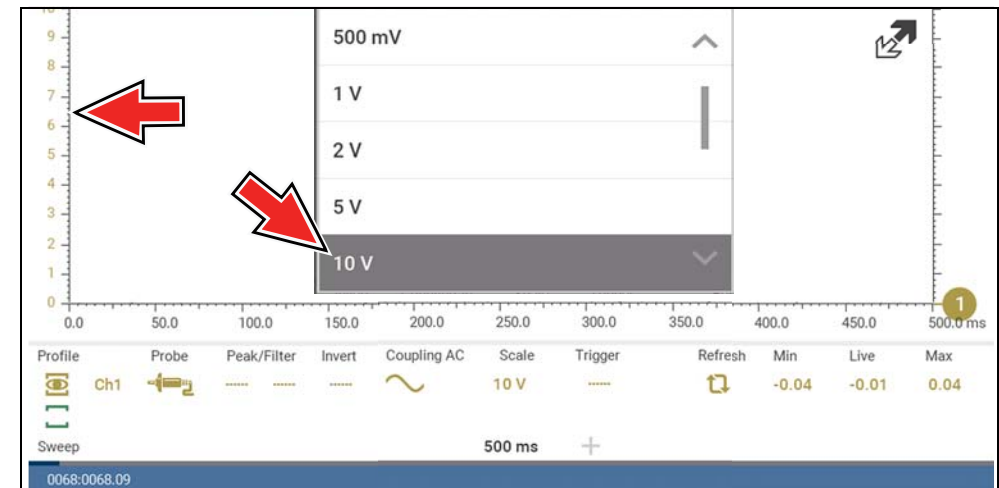 10
9
8
7
6
5
4
3
2
1
0
500 mV
1 V
2 V
5 V
10 V
1
0.0 50.0 100.0 150.0 200.0 250.0 300.0 350.0 400.0 450.0 500.0 ms
Profile Probe Peak/Filter Invert Coupling AC Scale Trigger Refresh Min Live Max
Ch1 ------ ------ ------ 10 V ------ -0.04 -0.01 0.04
Sweep 500 ms +
0068:0068.09